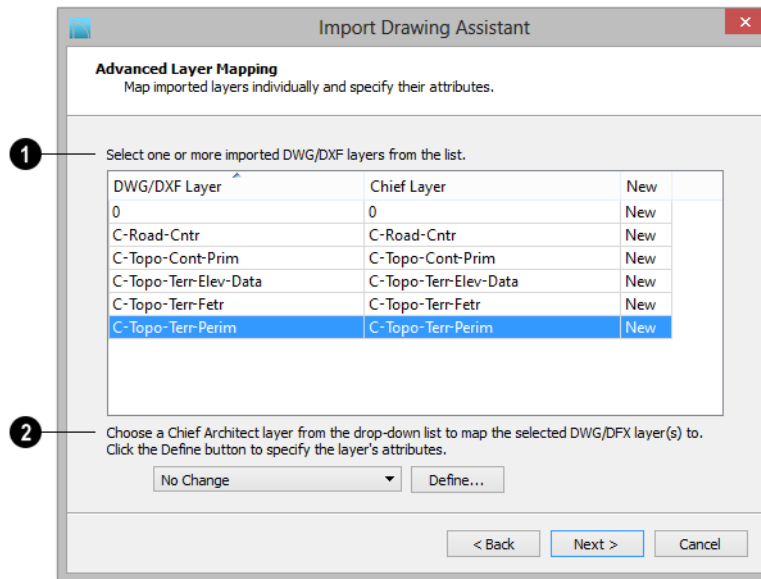 Import Drawing Assistant
×
Advanced Layer Mapping
Map imported layers individually and specify their attributes.
1
Select one or more imported DWG/DXF layers from the list.
DWG/DXF Layer Chief Layer New
0 0 New
C-Road-Cntr C-Road-Cntr New
C-Topo-Cont-Prim C-Topo-Cont-Prim New
C-Topo-Terr-Elev-Data C-Topo-Terr-Elev-Data New
C-Topo-Terr-Fetr C-Topo-Terr-Fetr New
C-Topo-Terr-Perim C-Topo-Terr-Perim New
2
Choose a Chief Architect layer from the drop-down list to map the selected DWG/DFX layer(s) to.
Click the Define button to specify the layer's attributes.
No Change Define...
< Back Next > Cancel